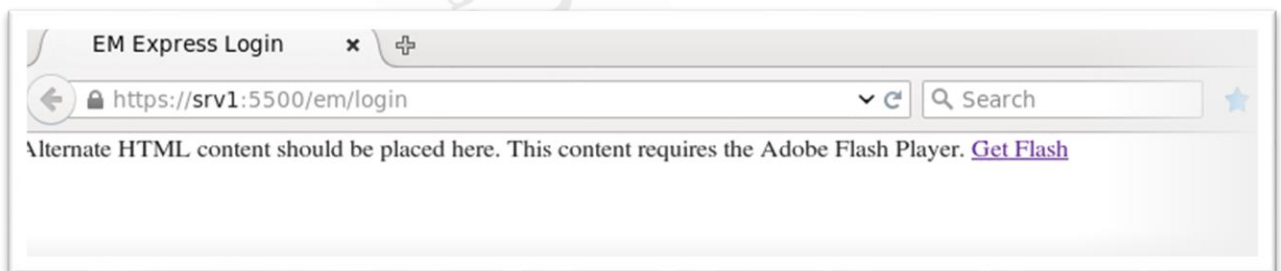 EM Express Login
https://srv1:5500/em/login
Search
Alternate HTML content should be placed here. This content requires the Adobe Flash Player. Get Flash